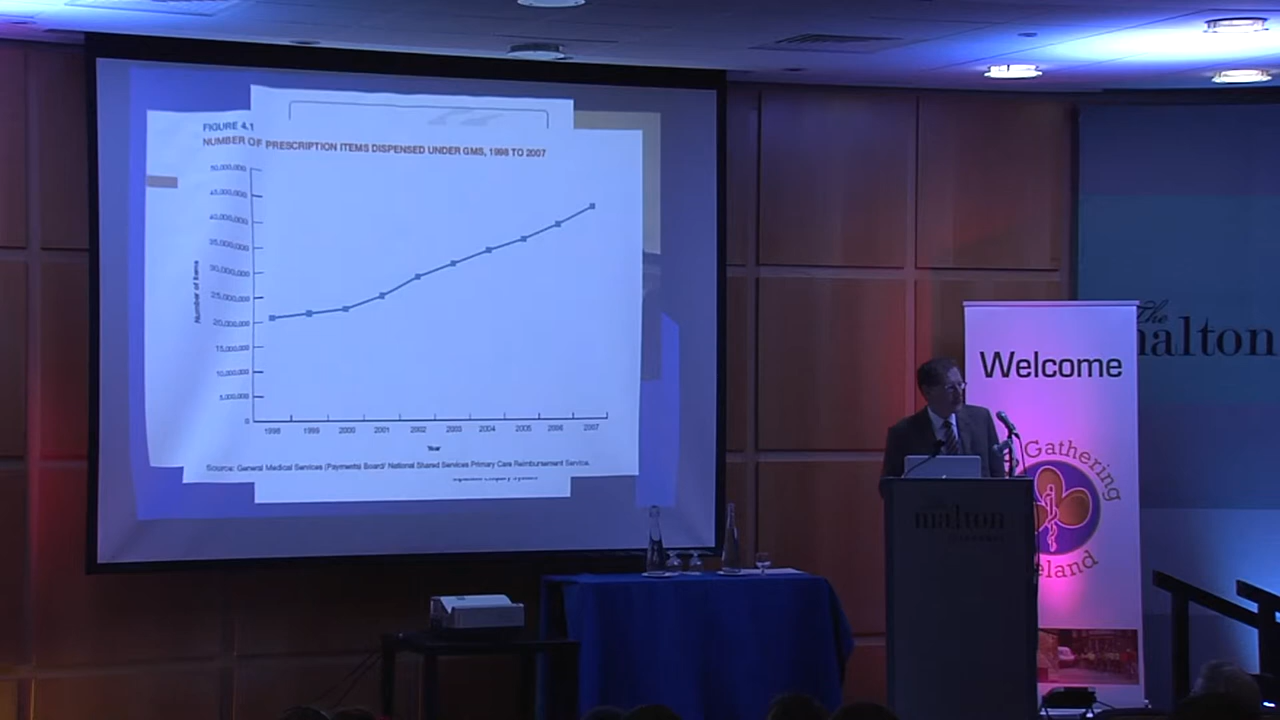 FIGURE 4.1
NUMBER OF PRESCRIPTION ITEMS DISPENSED UNDER GMS, 1998 TO 2007
50,000,000
45,000,000
40,000,000
35,000,000
30,000,000
25,000,000
20,000,000
15,000,000
10,000,000
5,000,000
0
Number of Items
1998 1999 2000 2001 2002 2003 2004 2005 2006 2007
Year
Source: General Medical Services (Payments) Board/ National Shared Services Primary Care Reimbursement Service.
Welcome
Gathering
eland
The
malton
malton